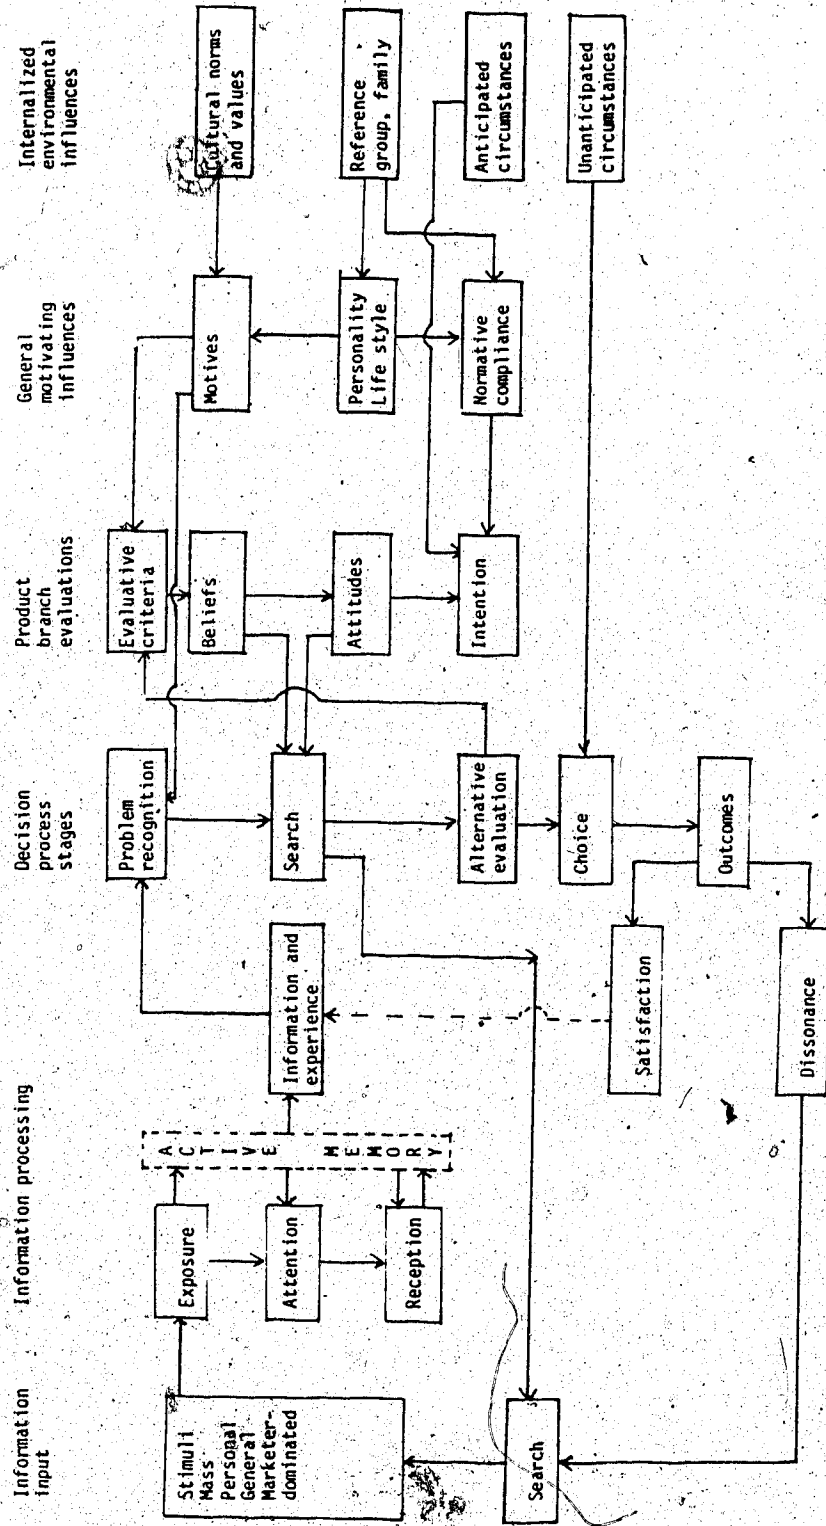 Information
input
Information processing
Decision
process
stages
Product
branch
evaluations
General
motivating
influences
Internalized
environmental
influences
Stimuli
Mass
Personal
General
Marketer-
dominated
Search
Exposure
Attention
Reception
A
C
T
I
V
E
M
E
M
O
R
Y
Information and
experience
Problem
recognition
Search
Alternative
evaluation
Choice
Outcomes
Satisfaction
Dissonance
Evaluative
criteria
Beliefs
Attitudes
Intention
Motives
Personality
Life style
Normative
compliance
Cultural norms
and values
Reference
group, family
Anticipated
circumstances
Unanticipated
circumstances